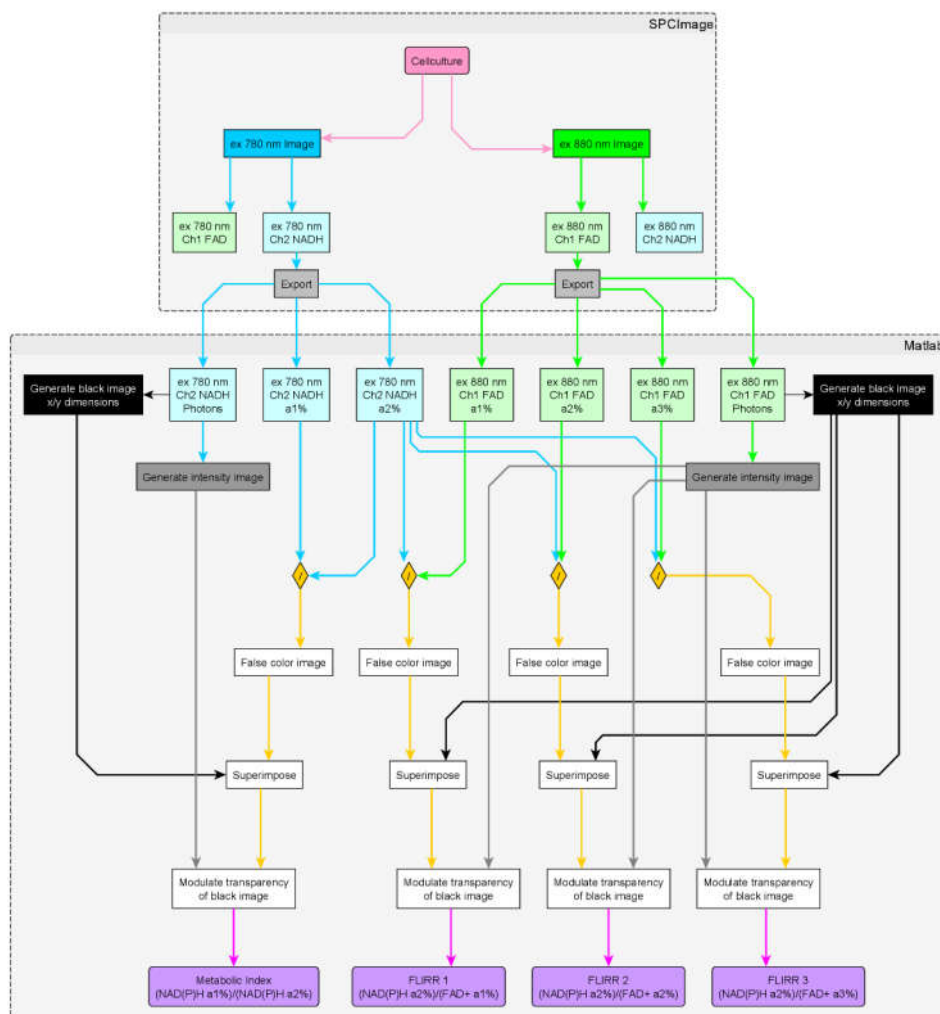 SPCImage
Cellculture
ex 780 nm Image
ex 880 nm Image
ex 780 nm
Ch1 FAD
ex 780 nm
Ch2 NADH
ex 880 nm
Ch1 FAD
ex 880 nm
Ch2 NADH
Export
Export
Matlab
Generate black image
x/y dimensions
ex 780 nm
Ch2 NADH
Photons
ex 780 nm
Ch2 NADH
a1%
ex 780 nm
Ch2 NADH
a2%
ex 880 nm
Ch1 FAD
a1%
ex 880 nm
Ch1 FAD
a2%
ex 880 nm
Ch1 FAD
a3%
ex 880 nm
Ch1 FAD
Photons
Generate black image
x/y dimensions
Generate intensity image
Generate intensity image
/
/
/
/
False color image
False color image
False color image
False color image
Superimpose
Superimpose
Superimpose
Superimpose
Modulate transparency
of black image
Modulate transparency
of black image
Modulate transparency
of black image
Modulate transparency
of black image
Metabolic Index
(NAD(P)H a1%)/(NAD(P)H a2%)
FLIRR 1
(NAD(P)H a2%)/(FAD+ a1%)
FLIRR 2
(NAD(P)H a2%)/(FAD+ a2%)
FLIRR 3
(NAD(P)H a2%)/(FAD+ a3%)